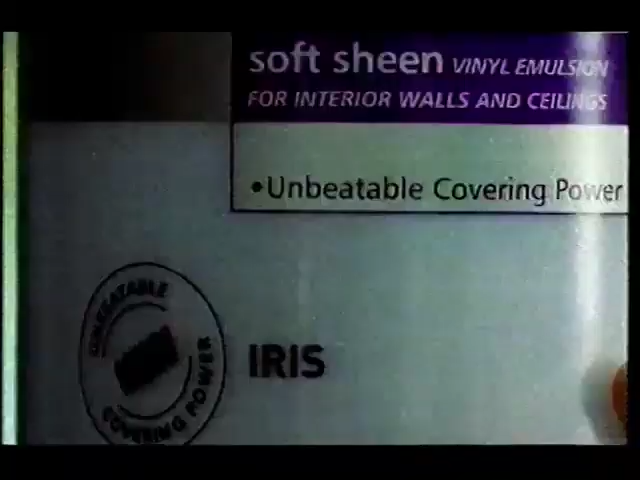 soft sheen VINYL EMULSION
FOR INTERIOR WALLS AND CEILINGS
•Unbeatable Covering Power
UNBEATABLE
COVERING POWER
IRIS